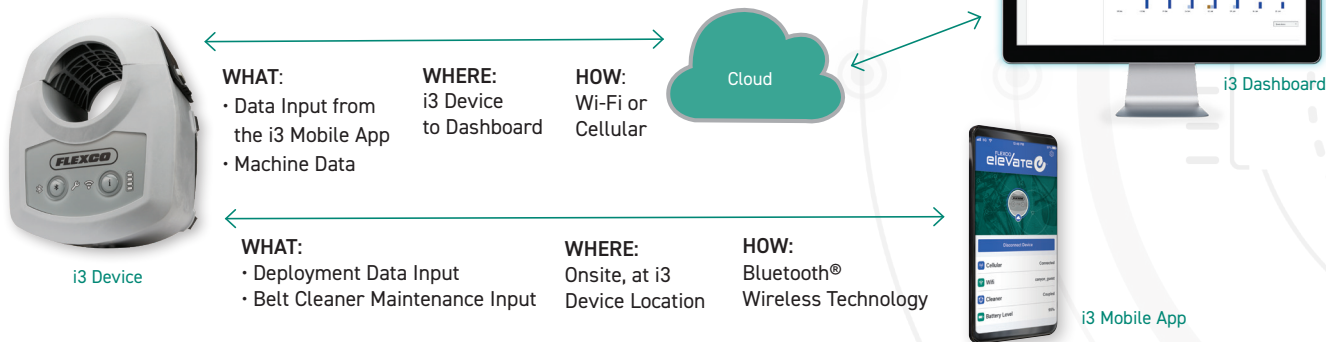 WHAT:
· Data Input from
the i3 Mobile App
· Machine Data
WHERE:
i3 Device
to Dashboard
HOW:
Wi-Fi or
Cellular
Cloud
i3 Dashboard
FLEXCO
i3 Device
WHAT:
· Deployment Data Input
· Belt Cleaner Maintenance Input
WHERE:
Onsite, at i3
Device Location
HOW:
Bluetooth®
Wireless Technology
FLEXCO
elevate
Disconnect Device
Cellular
Connected
Wifi
Cleaner
Coupled
Battery Level
i3 Mobile App